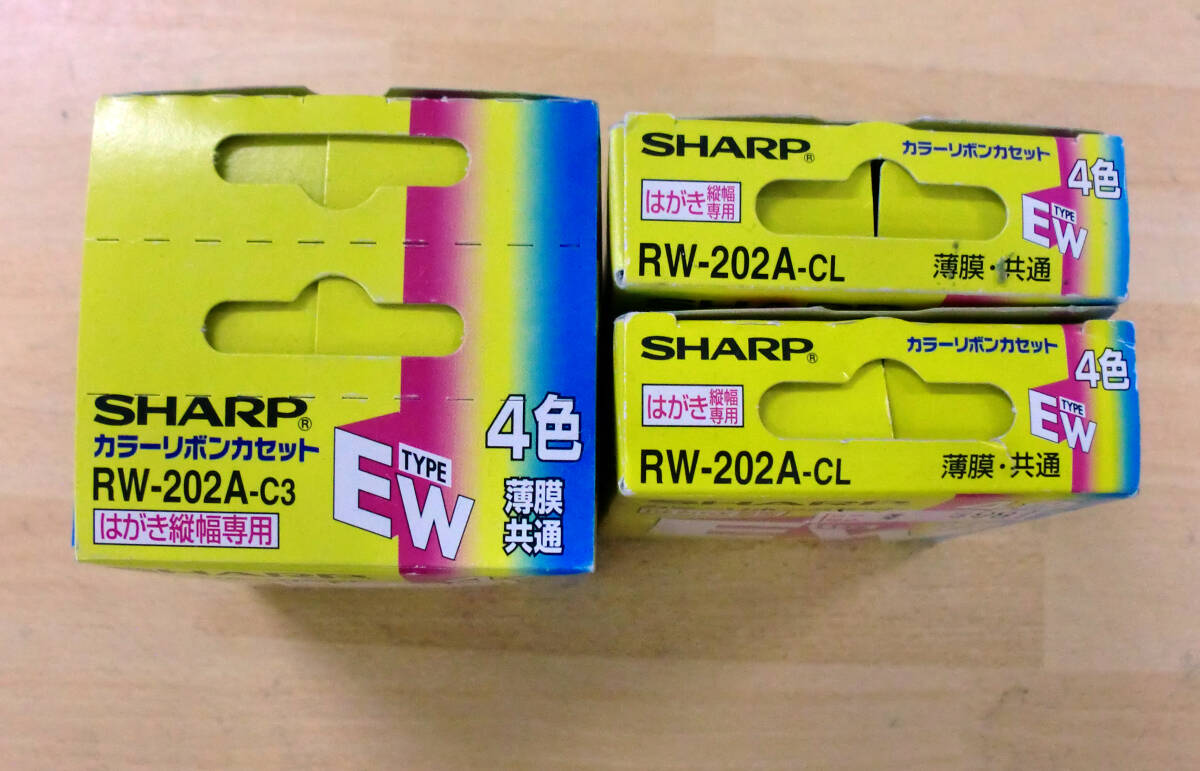 SHARP®
カラーリボンカセット
RW-202A-C3
はがき縦幅専用
TYPE
EW
4色
薄膜
共通
SHARP®
カラーリボンカセット
4色
はがき縦幅
専用
TYPE
EW
RW-202A-CL
薄膜・共通
SHARP®
カラーリボンカセット
4色
はがき縦幅
専用
TYPE
EW
RW-202A-CL
薄膜・共通